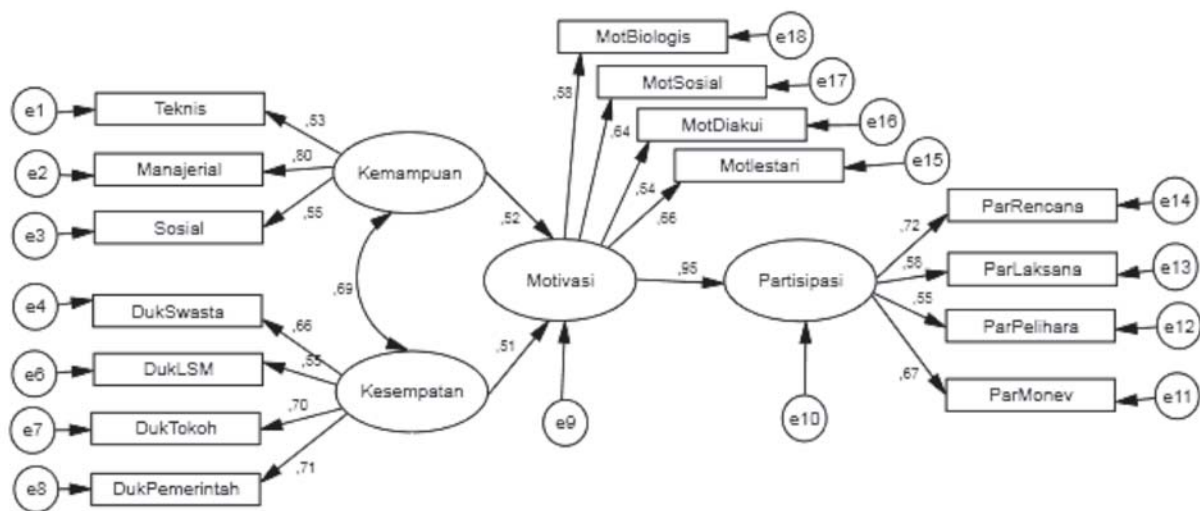 MotBiologis
e18
MotSosial
e17
MotDiakui
e16
Motlestari
e15
,58
,64
,54
,66
e1
Teknis
,53
e2
Manajerial
,80
e3
Sosial
,55
Kemampuan
,52
,69
e4
DukSwasta
,66
e6
DukLSM
,55
e7
DukTokoh
,70
e8
DukPemerintah
,71
Kesempatan
,51
Motivasi
e9
,95
Partisipasi
e10
,72
ParRencana
e14
,58
ParLaksana
e13
,55
ParPelihara
e12
,67
ParMonev
e11